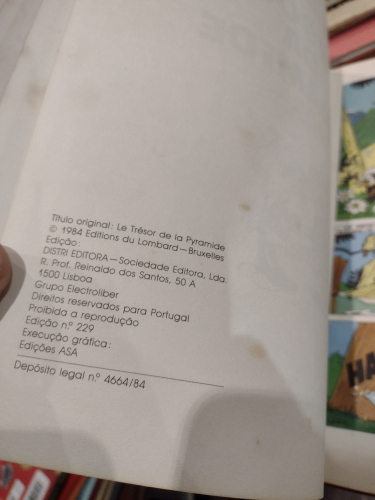 Título original: Le Trésor de la Pyramide
© 1984 Editions du Lombard—Bruxelles
Edição:
DISTRI EDITORA—Sociedade Editora, Lda.
R. Prof. Reinaldo dos Santos, 50 A
1500 Lisboa
Grupo Electroliber
Direitos reservados para Portugal
Proibida a reprodução
Edição n.º 229
Execução gráfica:
Edições ASA
Depósito legal n.º 4664/84
HA